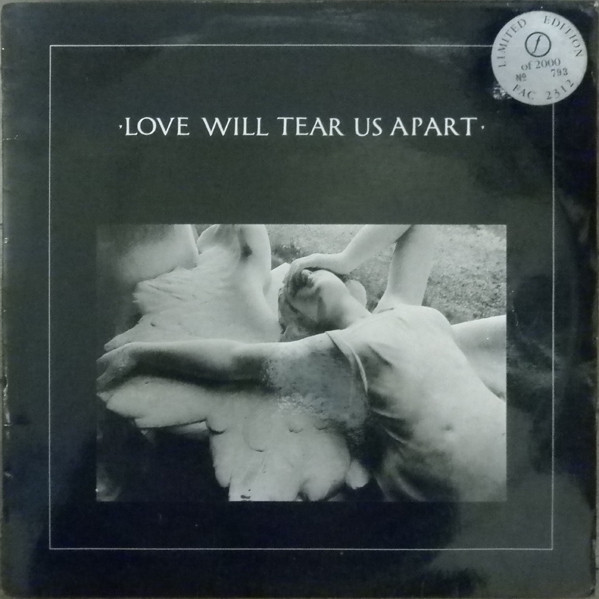 LIMITED EDITION
f
of 2000
Nº 793
FAC 2312
·LOVE WILL TEAR US APART·